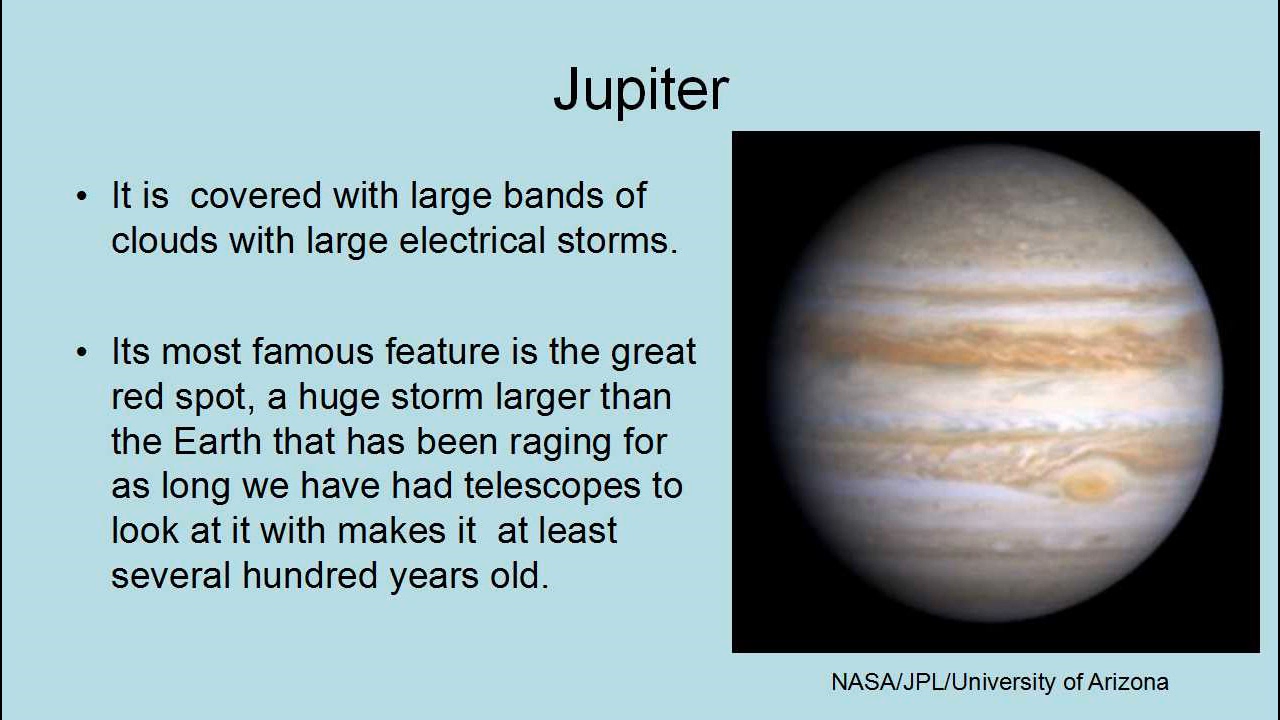 Jupiter
• It is  covered with large bands of
clouds with large electrical storms.
• Its most famous feature is the great
red spot, a huge storm larger than
the Earth that has been raging for
as long we have had telescopes to
look at it with makes it  at least
several hundred years old.
NASA/JPL/University of Arizona